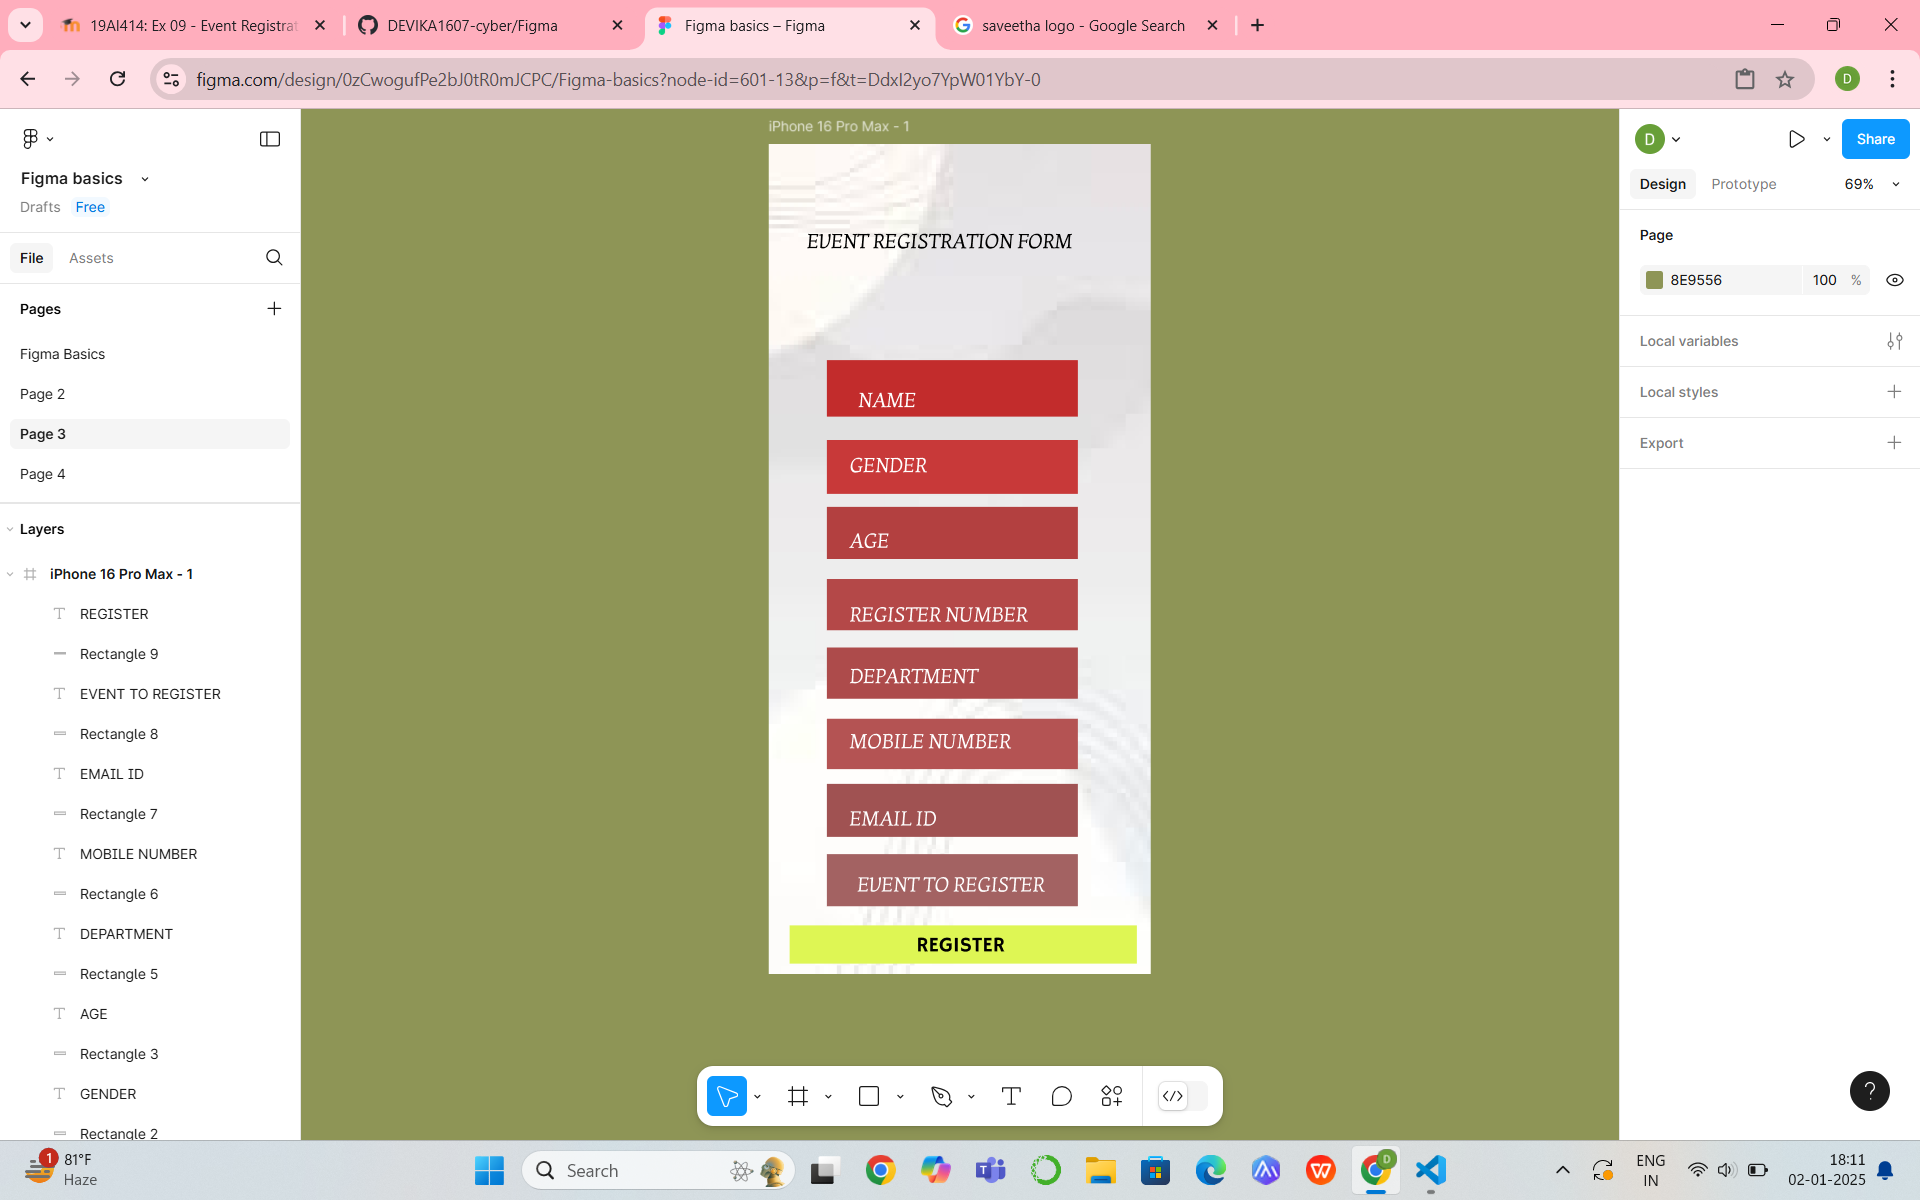 19AI414: Ex 09 - Event Registrat
DEVIKA1607-cyber/Figma
Figma basics – Figma
saveetha logo - Google Search
figma.com/design/0zCwogufPe2bJ0tR0mJCPC/Figma-basics?node-id=601-13&p=f&t=DdxI2yo7YpW01YbY-0
D
Figma basics
Drafts Free
File Assets
Pages
Figma Basics
Page 2
Page 3
Page 4
Layers
iPhone 16 Pro Max - 1
REGISTER
Rectangle 9
EVENT TO REGISTER
Rectangle 8
EMAIL ID
Rectangle 7
MOBILE NUMBER
Rectangle 6
DEPARTMENT
Rectangle 5
AGE
Rectangle 3
GENDER
Rectangle 2
iPhone 16 Pro Max - 1
EVENT REGISTRATION FORM
NAME
GENDER
AGE
REGISTER NUMBER
DEPARTMENT
MOBILE NUMBER
EMAIL ID
EVENT TO REGISTER
REGISTER
D
Share
Design Prototype 69%
Page
8E9556 100 %
Local variables
Local styles
Export
?
1
81°F
Haze
Search
D
ENG
IN
18:11
02-01-2025